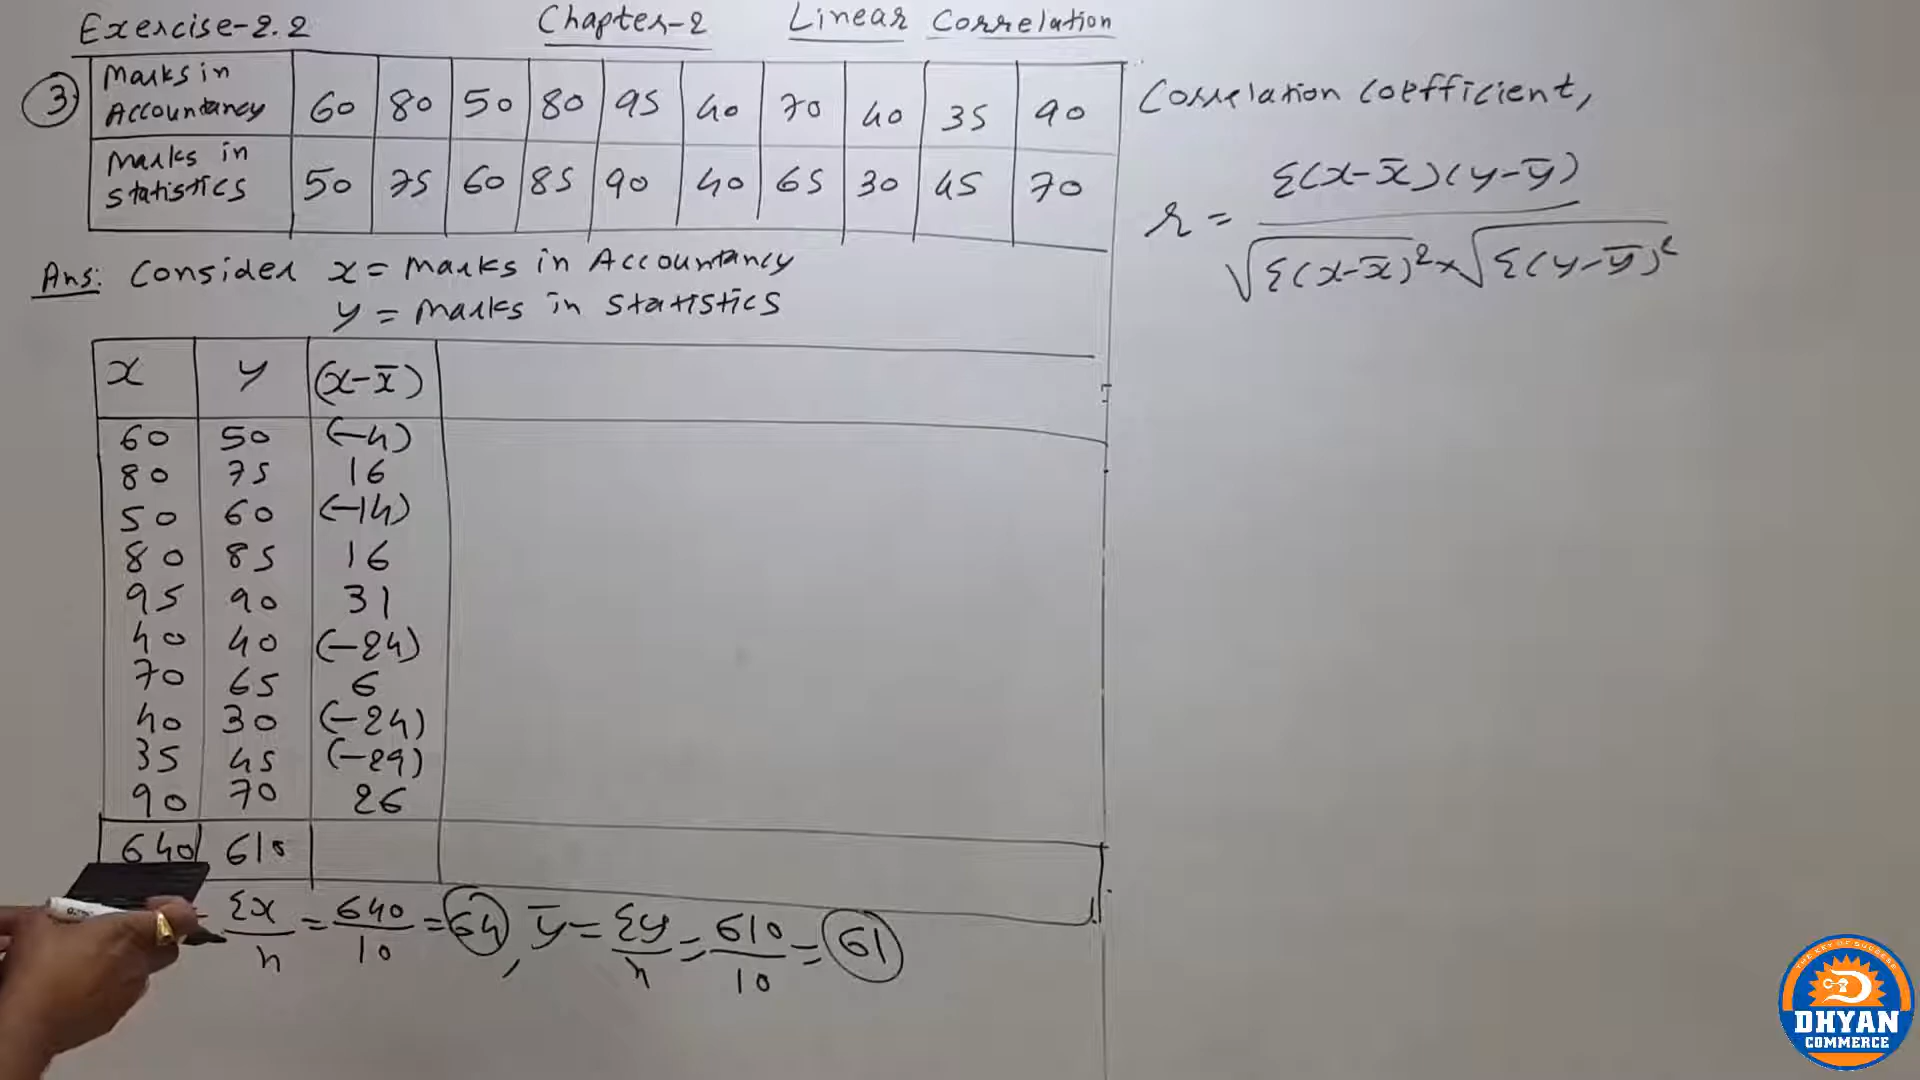 Exercise-2.2 Chapter-2 Linear Correlation
③ Marks in Accountancy 60 80 50 80 95 40 70 40 35 90
Marks in statistics 50 75 60 85 90 40 65 30 45 70
Correlation coefficient,
r = Σ(x-x̄)(y-ȳ)
√Σ(x-x̄)² × √Σ(y-ȳ)²
Ans: Consider x = Marks in Accountancy
y = Marks in statistics
x y (x-x̄)
60 50 (-4)
80 75 16
50 60 (-14)
80 85 16
95 90 31
40 40 (-24)
70 65 6
40 30 (-24)
35 45 (-29)
90 70 26
640 610
= Σx/n = 640/10 = 64, ȳ = Σy/n = 610/10 = 61
THE KEY OF SUCCESS
DHYAN
COMMERCE